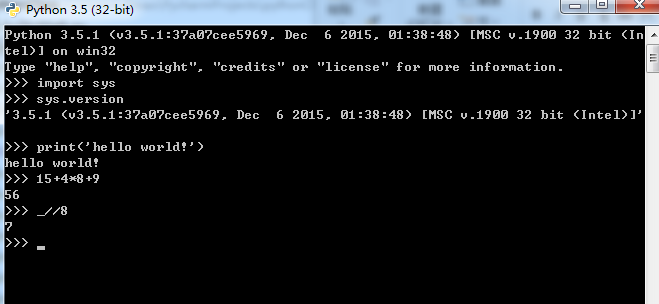 Python 3.5 (32-bit)
Python 3.5.1 (v3.5.1:37a07cee5969, Dec  6 2015, 01:38:48) [MSC v.1900 32 bit (In
tel)] on win32
Type "help", "copyright", "credits" or "license" for more information.
>>> import sys
>>> sys.version
'3.5.1 (v3.5.1:37a07cee5969, Dec  6 2015, 01:38:48) [MSC v.1900 32 bit (Intel)]'
>>> print('hello world!')
hello world!
>>> 15+4*8+9
56
>>> _//8
7
>>> _